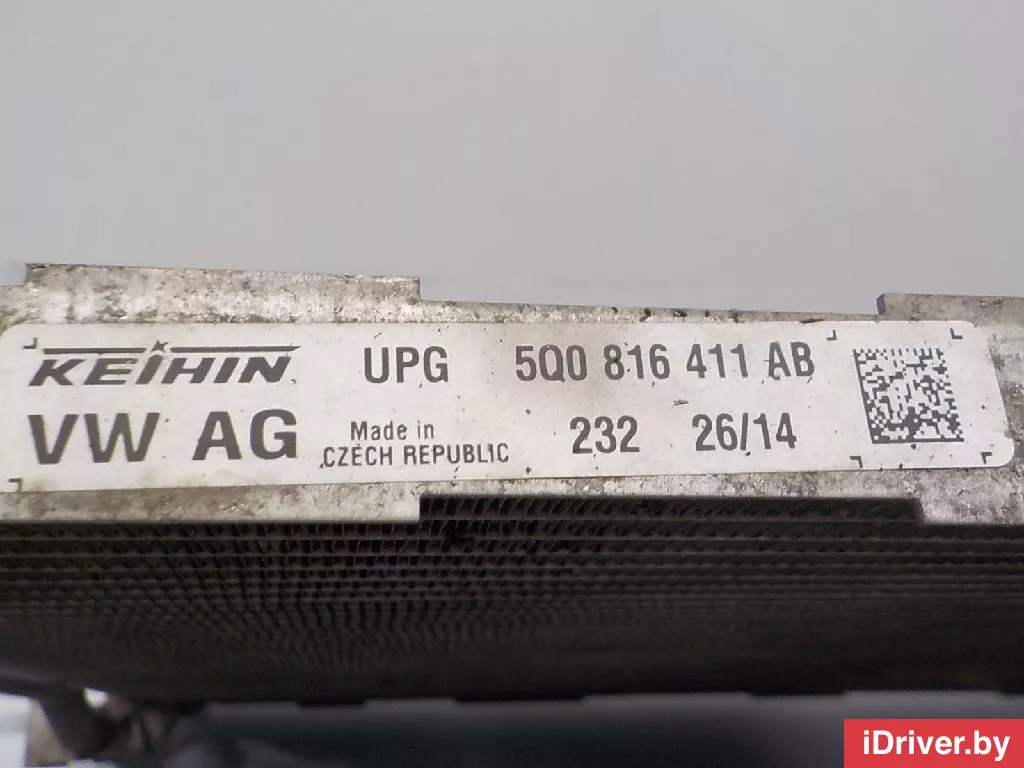 KEIHIN UPG 5Q0 816 411 AB
VW AG Made in 232 26/14
CZECH REPUBLIC
iDriver.by